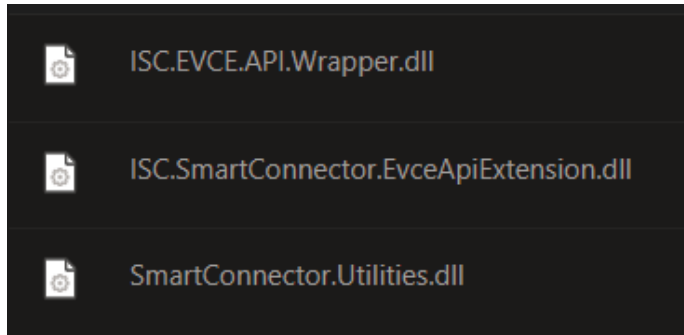 ISC.EVCE.API.Wrapper.dll
ISC.SmartConnector.EvceApiExtension.dll
SmartConnector.Utilities.dll